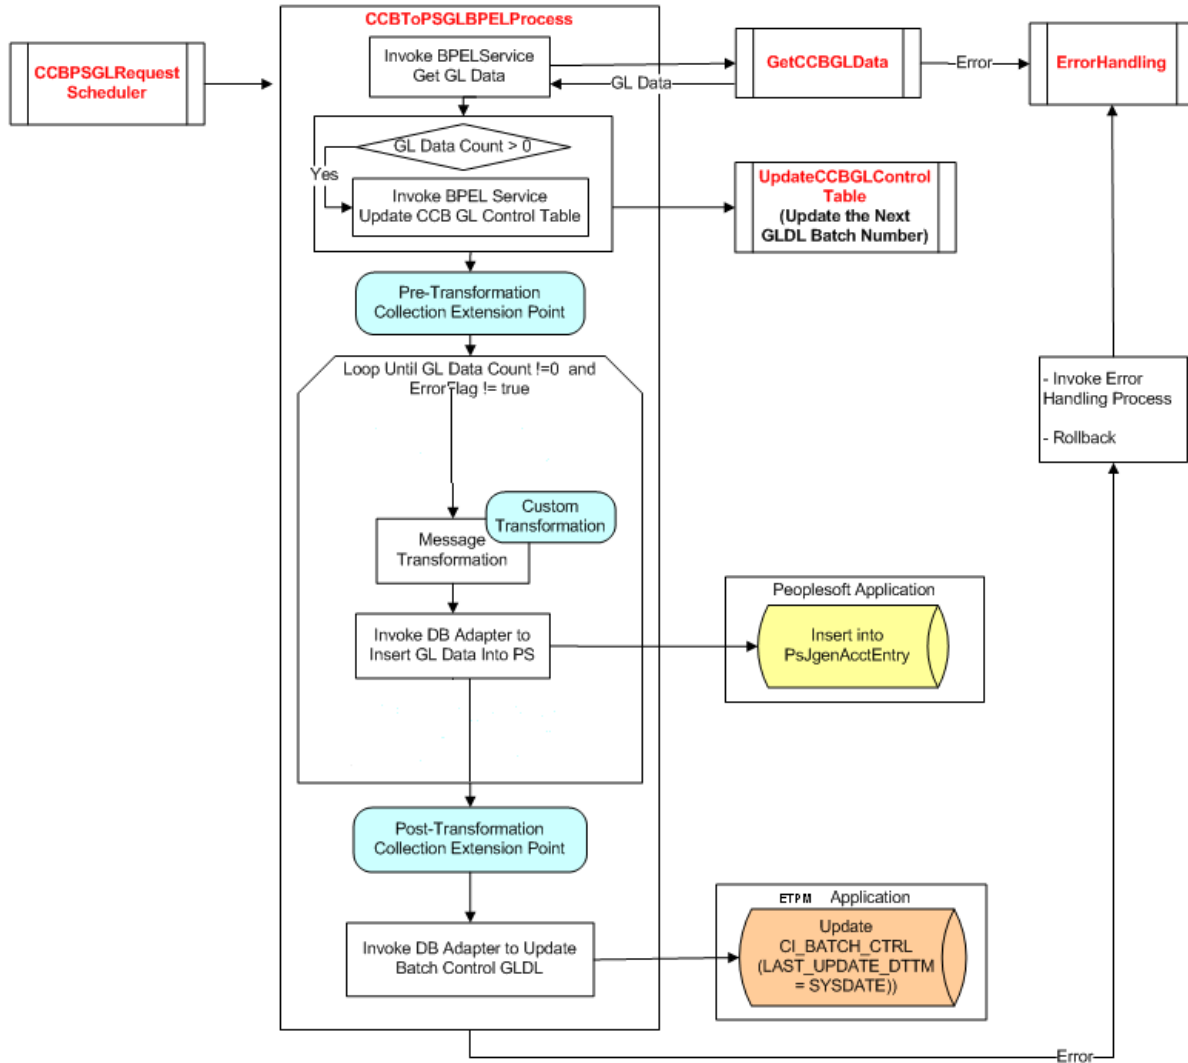 CCBToPSGLBPELProcess
CCBPSGLRequest
Scheduler
Invoke BPELService
Get GL Data
GL Data
GetCCBGLData
Error
ErrorHandling
GL Data Count > 0
Yes
Invoke BPEL Service
Update CCB GL Control Table
UpdateCCBGLControl
Table
(Update the Next
GLDL Batch Number)
Pre-Transformation
Collection Extension Point
Loop Until GL Data Count !=0 and
ErrorFlag != true
- Invoke Error
Handling Process
- Rollback
Custom
Transformation
Message
Transformation
Invoke DB Adapter to
Insert GL Data Into PS
Peoplesoft Application
Insert into
PsJgenAcctEntry
Post-Transformation
Collection Extension Point
Invoke DB Adapter to Update
Batch Control GLDL
ETPM Application
Update
CI_BATCH_CTRL
(LAST_UPDATE_DTTM
= SYSDATE))
Error